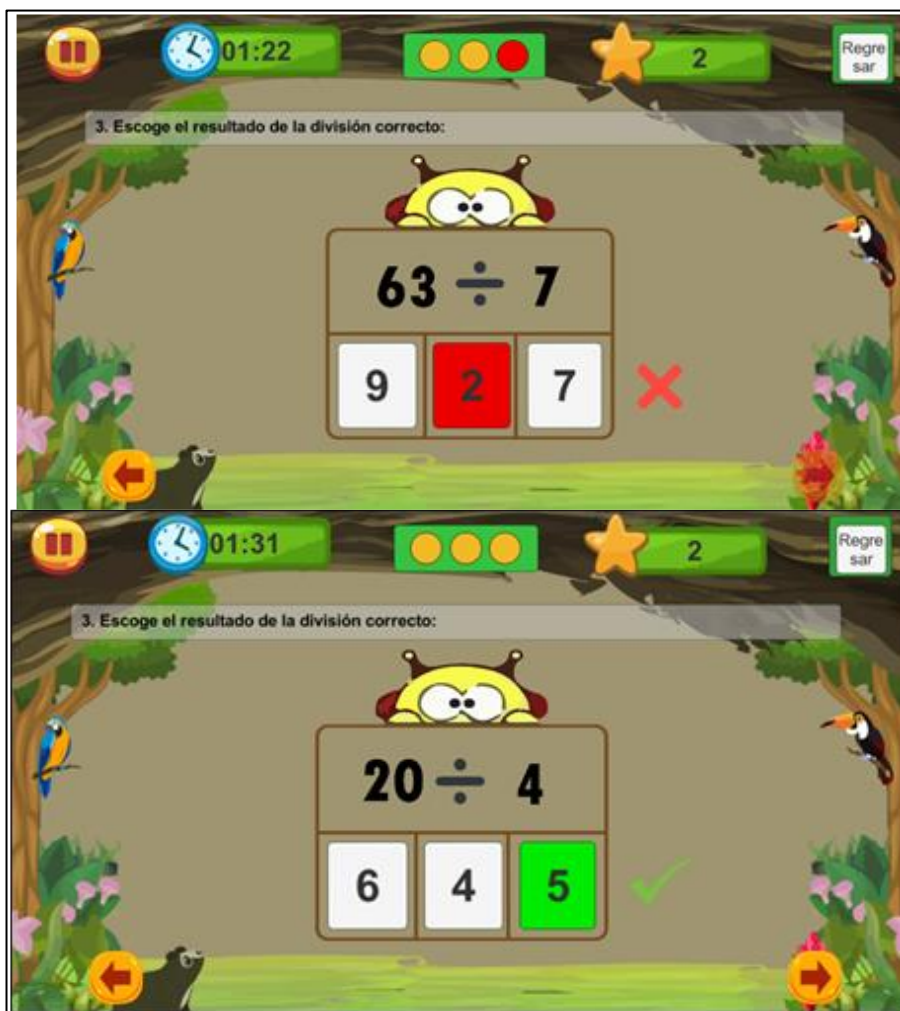 01:22
2
Regre
sar
3. Escoge el resultado de la división correcto:
63 ÷ 7
9 2 7
01:31
2
Regre
sar
3. Escoge el resultado de la división correcto:
20 ÷ 4
6 4 5